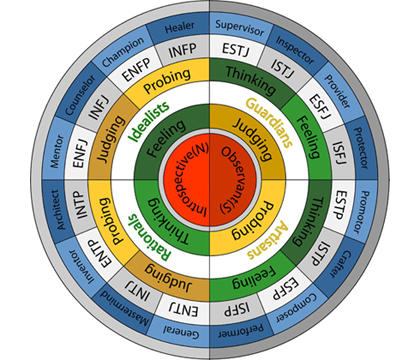 Supervisor
Inspector
Provider
Protector
Promotor
Crafter
Composer
Performer
General
Mastermind
Inventor
Architect
Mentor
Counselor
Champion
Healer
ESTJ
ISTJ
ESFJ
ISFJ
ESTP
ISTP
ESFP
ISFP
ENTJ
INTJ
ENTP
INTP
ENFJ
INFJ
ENFP
INFP
Thinking
Feeling
Thinking
Feeling
Judging
Probing
Judging
Probing
Guardians
Artisans
Rationals
Idealists
Judging
Probing
Thinking
Feeling
Observant(S)
Introspective(N)